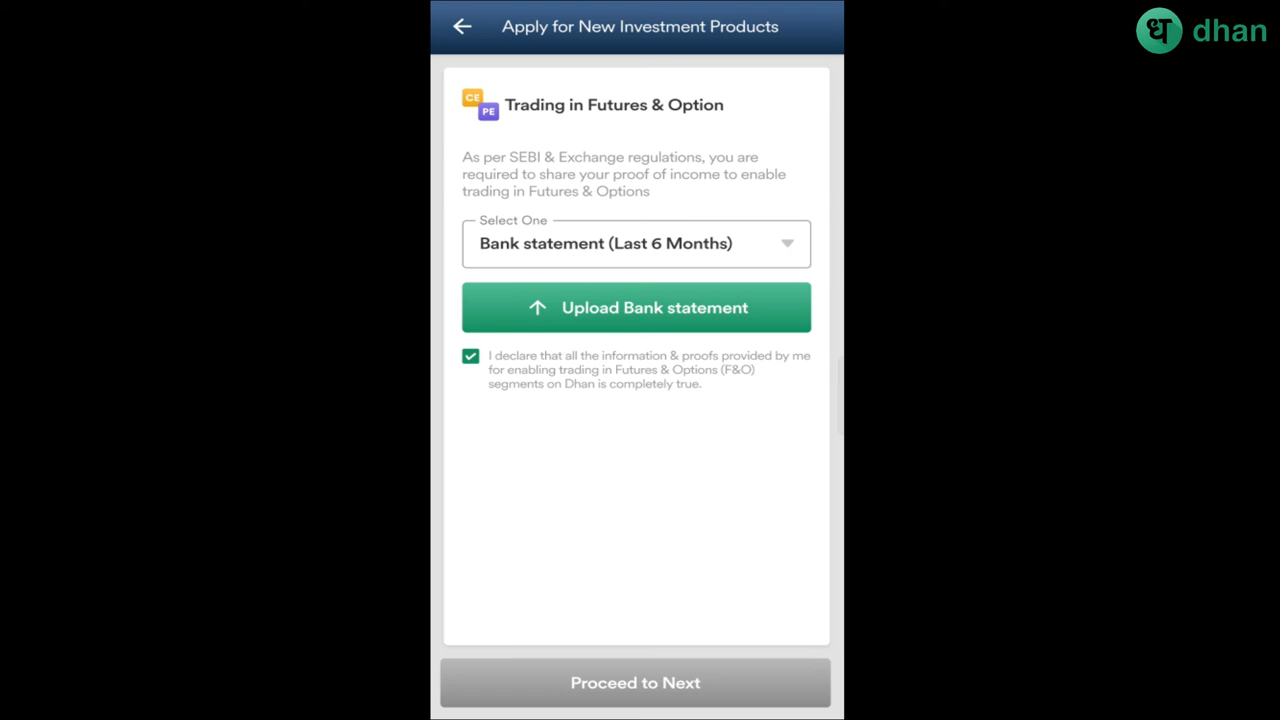 Apply for New Investment Products
ध dhan
CE
PE
Trading in Futures & Option
As per SEBI & Exchange regulations, you are
required to share your proof of income to enable
trading in Futures & Options
Select One
Bank statement (Last 6 Months)
Upload Bank statement
I declare that all the information & proofs provided by me
for enabling trading in Futures & Options (F&O)
segments on Dhan is completely true.
Proceed to Next